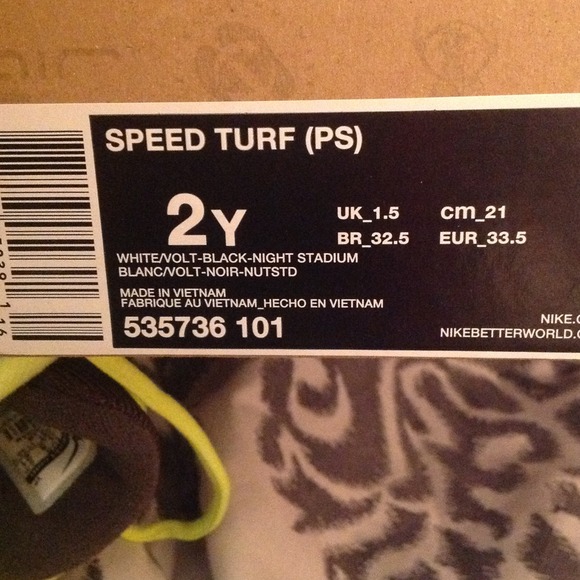 SPEED TURF (PS)
2Y
UK_1.5 cm_21
BR_32.5 EUR_33.5
WHITE/VOLT-BLACK-NIGHT STADIUM
BLANC/VOLT-NOIR-NUTSTD
MADE IN VIETNAM
FABRIQUE AU VIETNAM_HECHO EN VIETNAM
535736 101
NIKE.C
NIKEBETTERWORLD.C